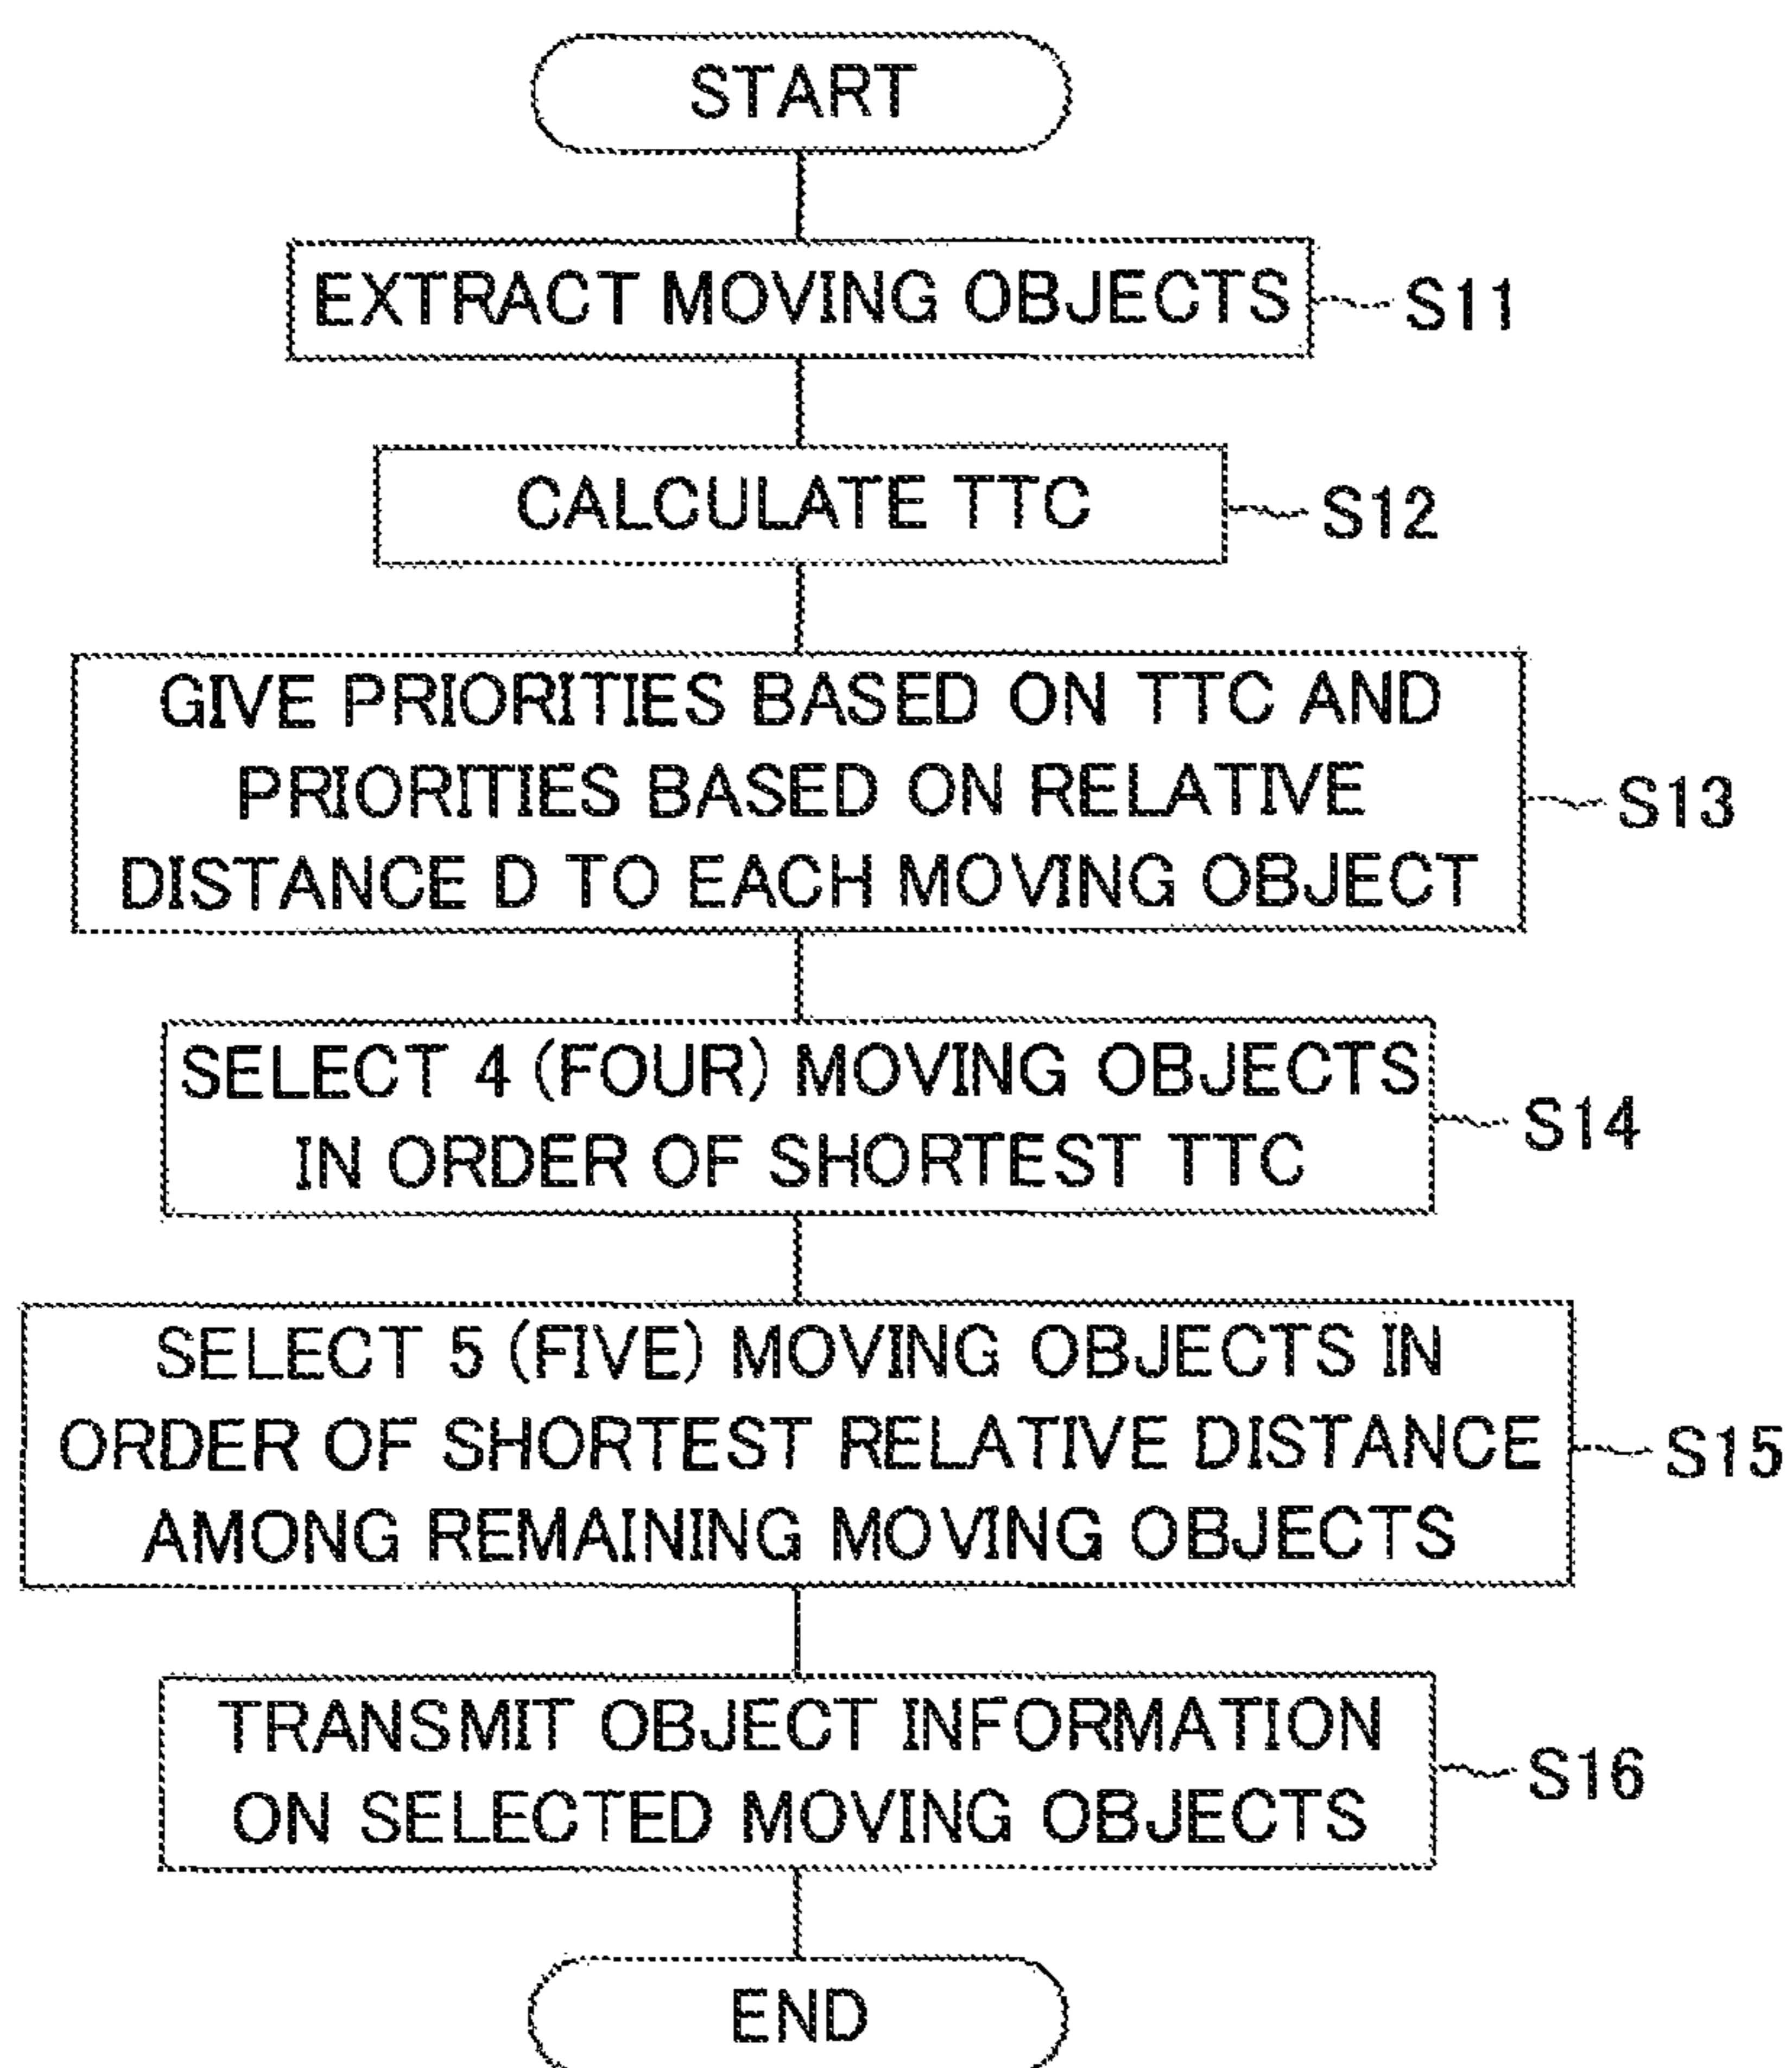 START
EXTRACT MOVING OBJECTS
S11
CALCULATE TTC
S12
GIVE PRIORITIES BASED ON TTC AND
PRIORITIES BASED ON RELATIVE
DISTANCE D TO EACH MOVING OBJECT
S13
SELECT 4 (FOUR) MOVING OBJECTS
IN ORDER OF SHORTEST TTC
S14
SELECT 5 (FIVE) MOVING OBJECTS IN
ORDER OF SHORTEST RELATIVE DISTANCE
AMONG REMAINING MOVING OBJECTS
S15
TRANSMIT OBJECT INFORMATION
ON SELECTED MOVING OBJECTS
S16
END